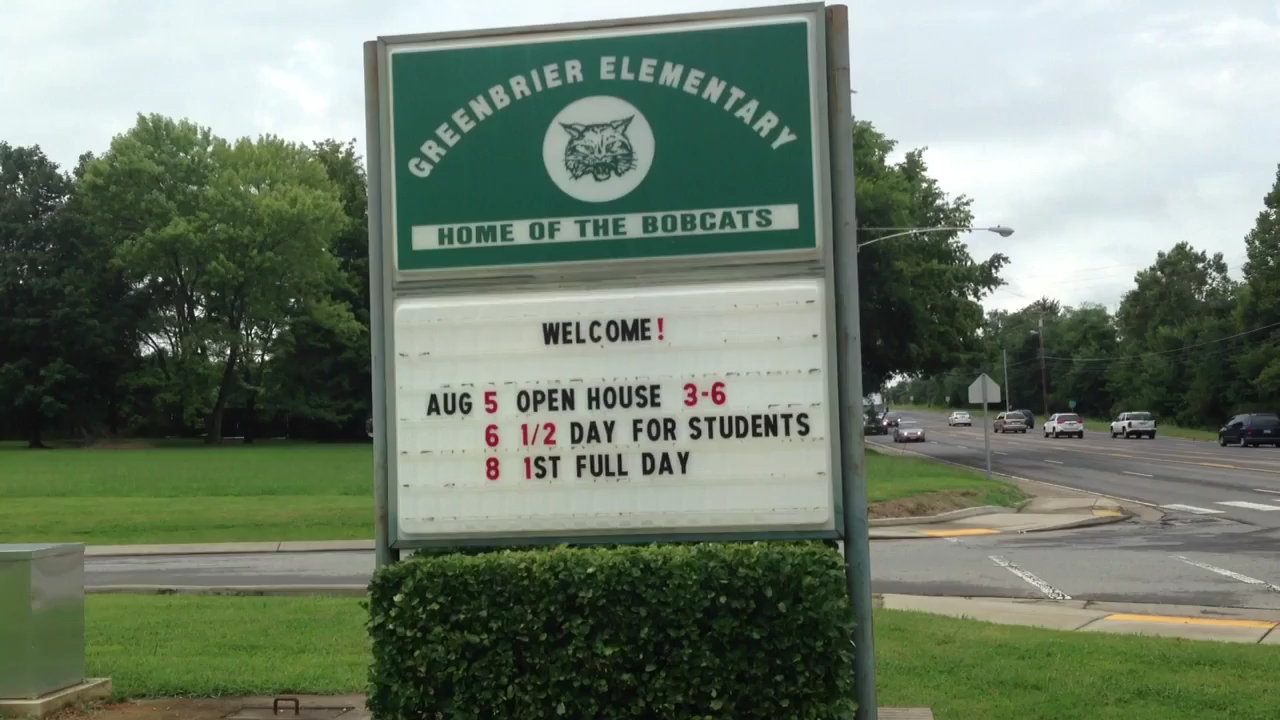 GREENBRIER ELEMENTARY
HOME OF THE BOBCATS
WELCOME!
AUG 5 OPEN HOUSE 3-6
6 1/2 DAY FOR STUDENTS
8 1ST FULL DAY